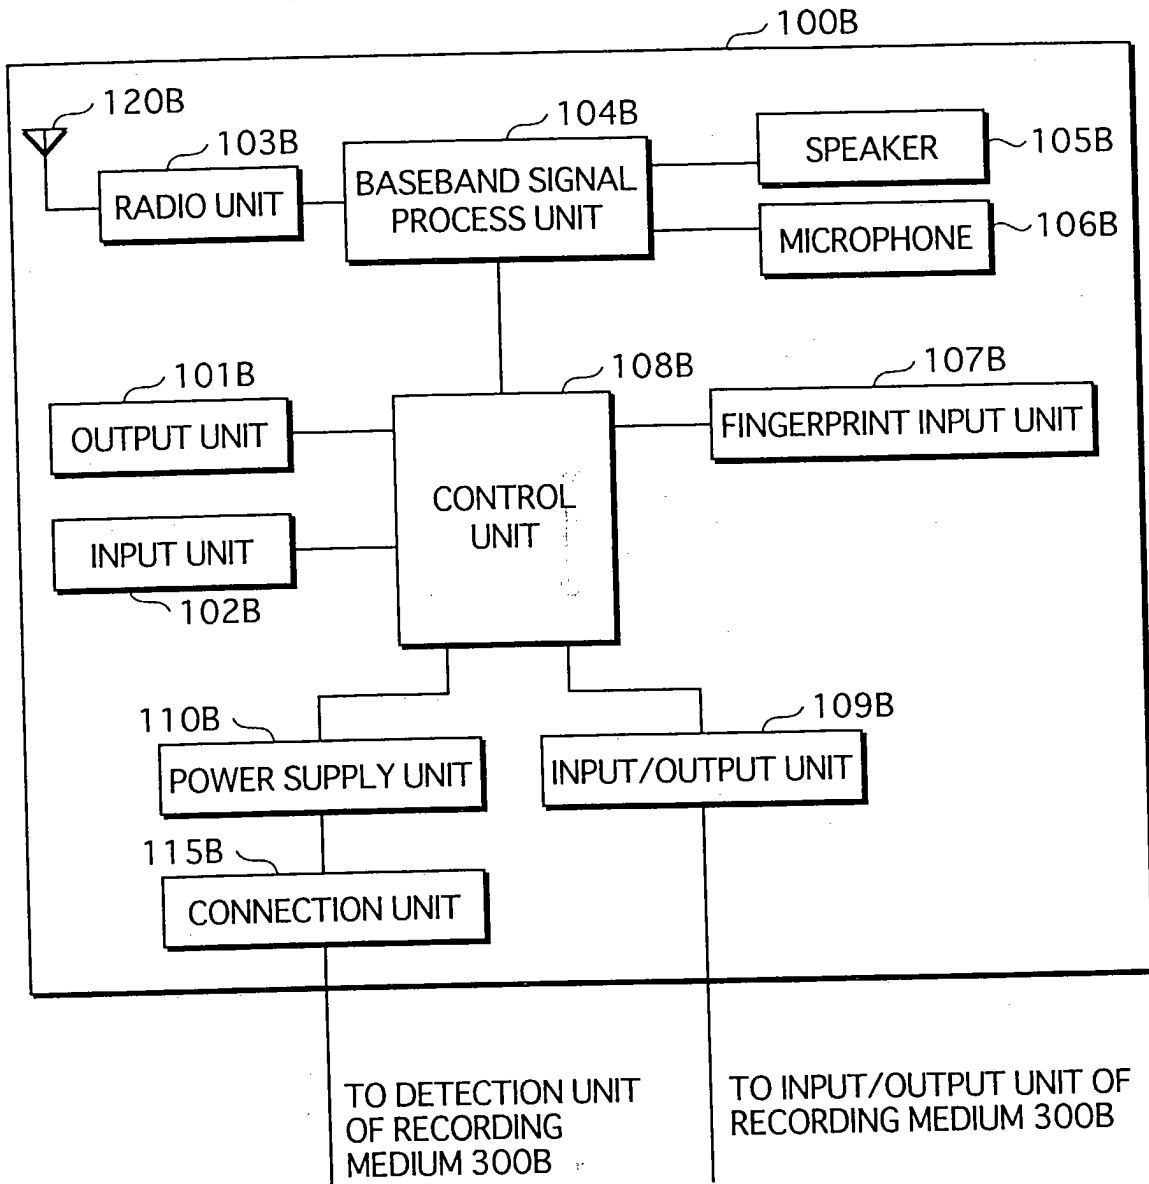 100B
120B
103B
104B
SPEAKER
105B
RADIO UNIT
BASEBAND SIGNAL
PROCESS UNIT
MICROPHONE
106B
101B
108B
107B
OUTPUT UNIT
FINGERPRINT INPUT UNIT
CONTROL
UNIT
INPUT UNIT
102B
110B
109B
POWER SUPPLY UNIT
INPUT/OUTPUT UNIT
115B
CONNECTION UNIT
TO DETECTION UNIT
OF RECORDING
MEDIUM 300B
TO INPUT/OUTPUT UNIT OF
RECORDING MEDIUM 300B